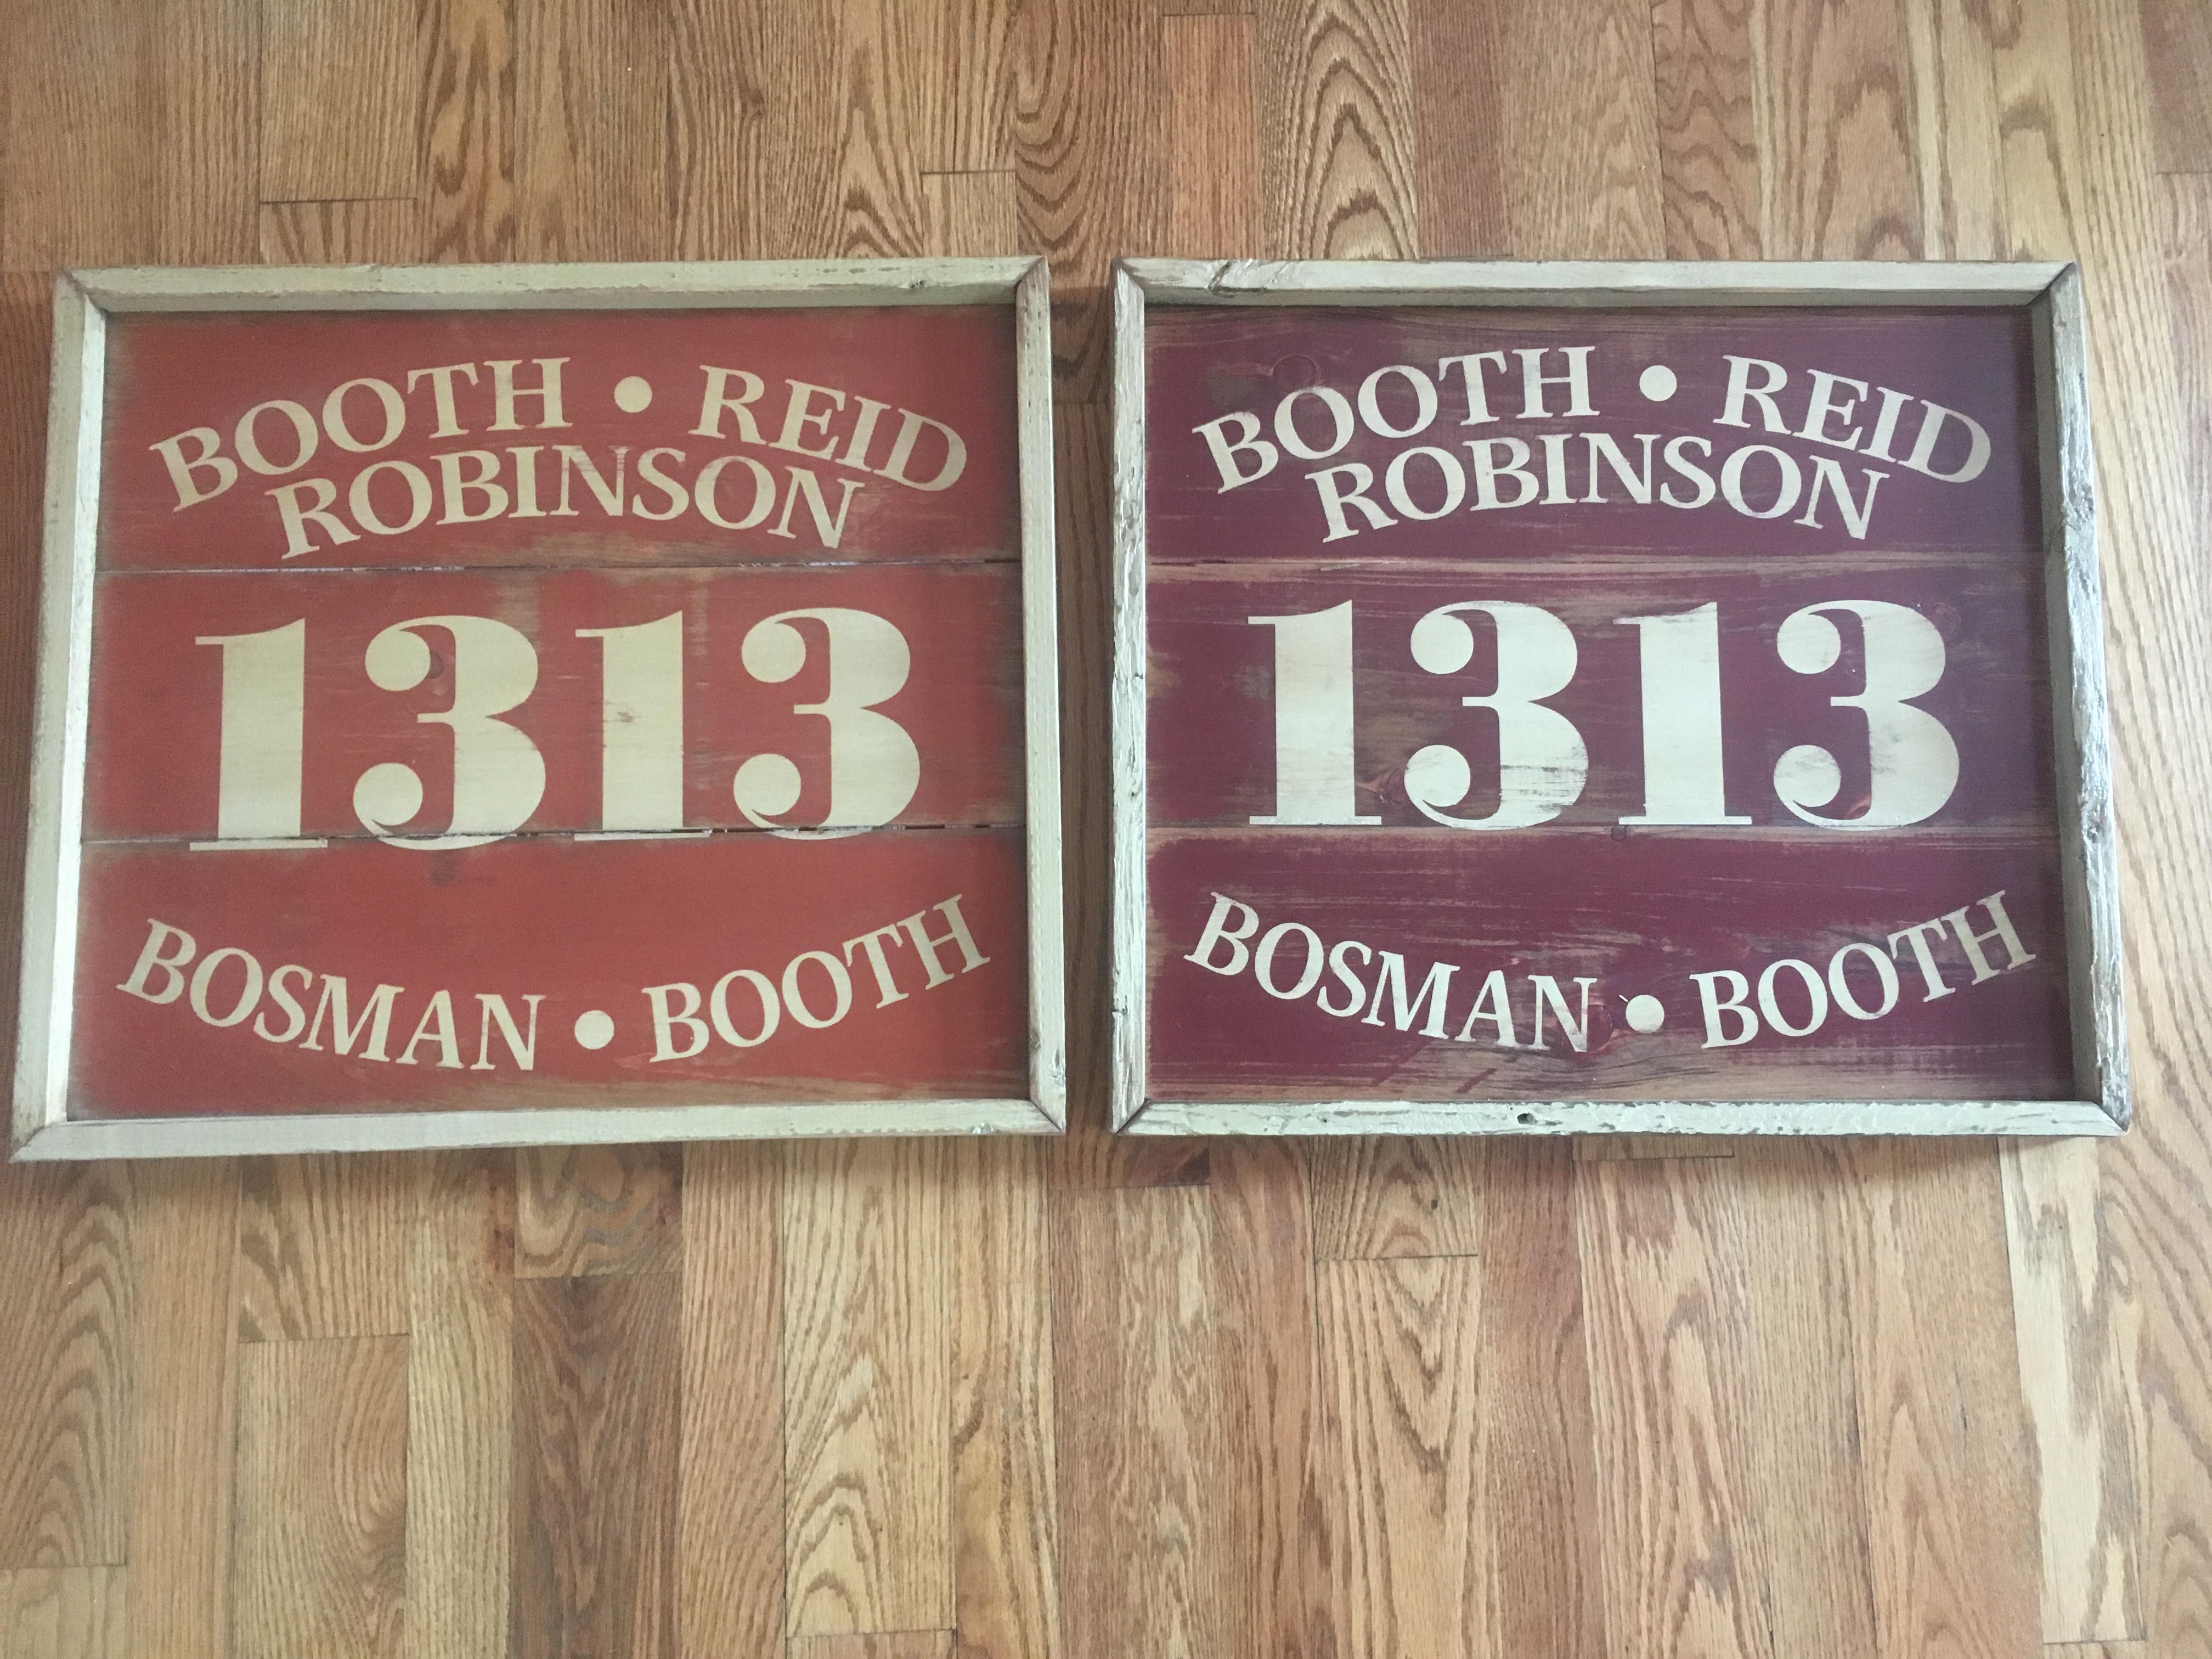 BOOTH • REID
ROBINSON
1313
BOSMAN • BOOTH
BOOTH • REID
ROBINSON
1313
BOSMAN • BOOTH